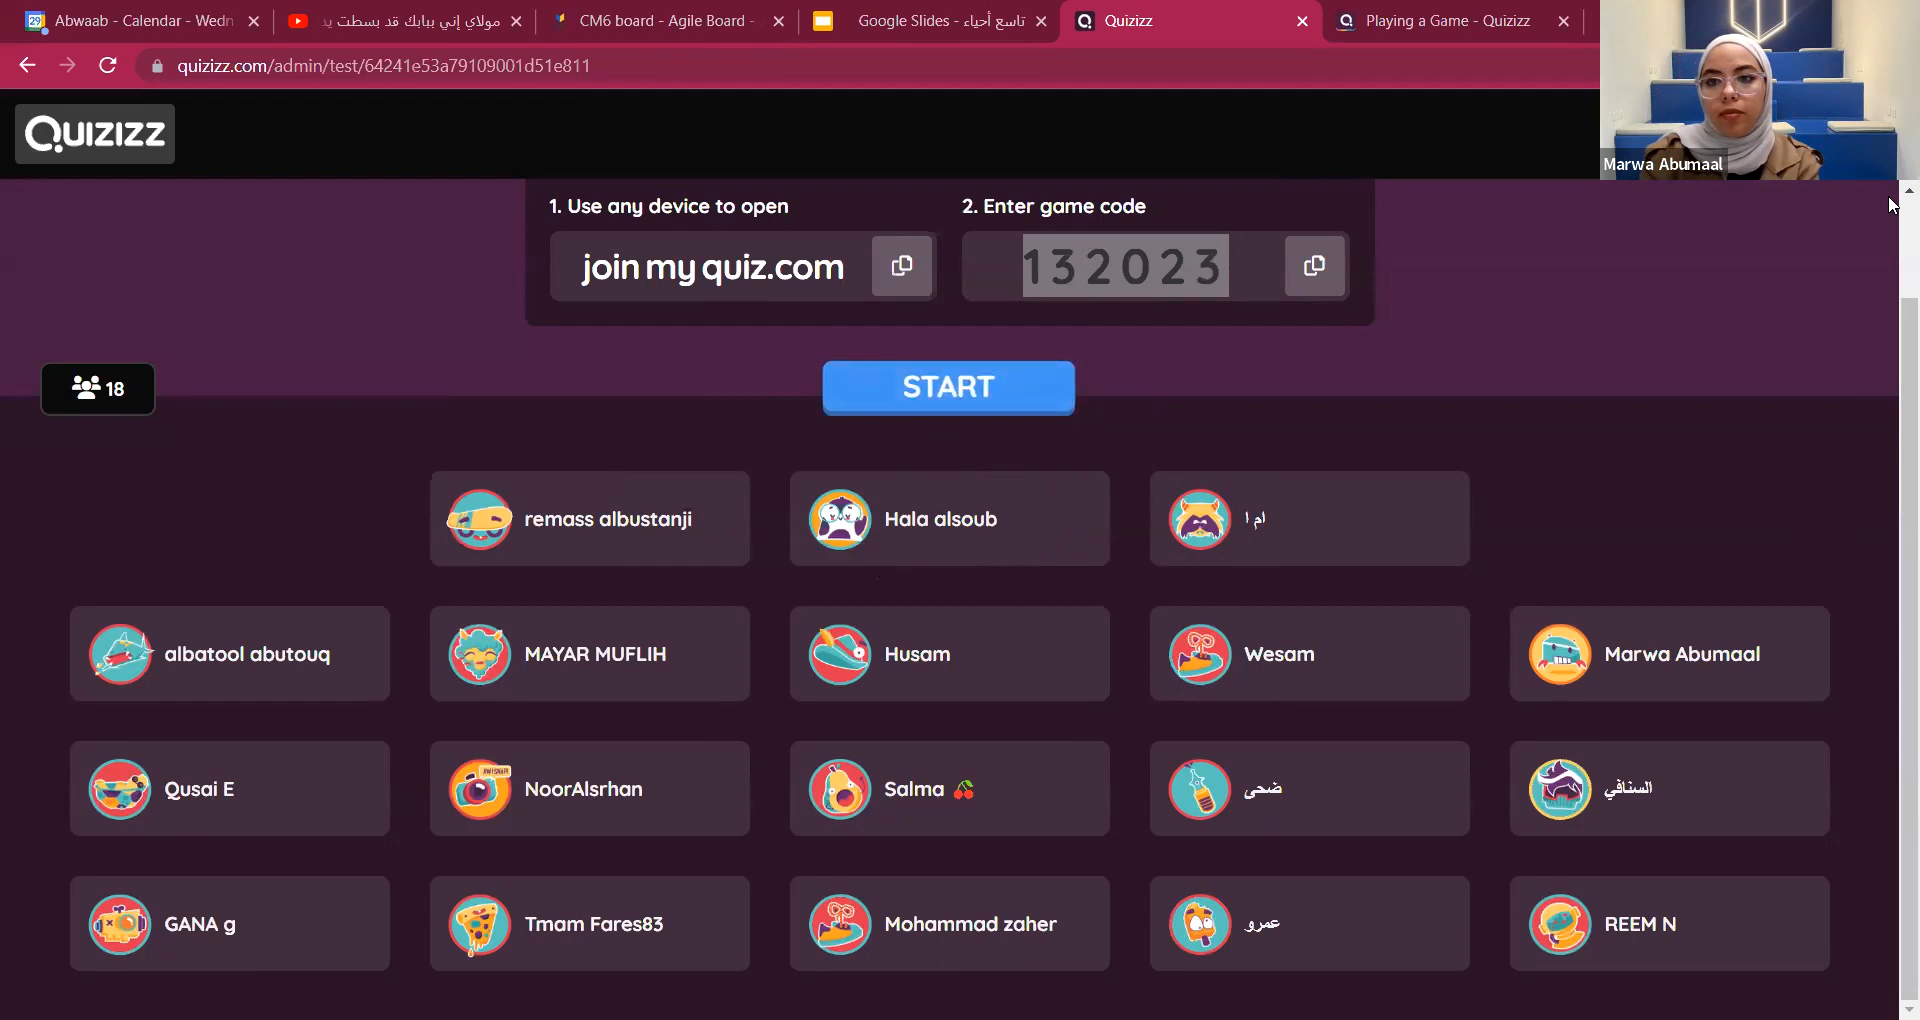 Abwaab - Calendar - Wedn
مولاي إني ببابك قد بسطت يد
CM6 board - Agile Board -
تاسع أحياء - Google Slides
Quizizz
Playing a Game - Quizizz
quizizz.com/admin/test/64241e53a79109001d51e811
QUIZIZZ
Marwa Abumaal
1. Use any device to open
2. Enter game code
joinmyquiz.com
132023
18
START
remass albustanji
Hala alsoub
ام ا
albatool abutouq
MAYAR MUFLIH
Husam
Wesam
Marwa Abumaal
Qusai E
NoorAlsrhan
Salma 🍒
ضحى
السنافي
GANA g
Tmam Fares83
Mohammad zaher
عمرو
REEM N